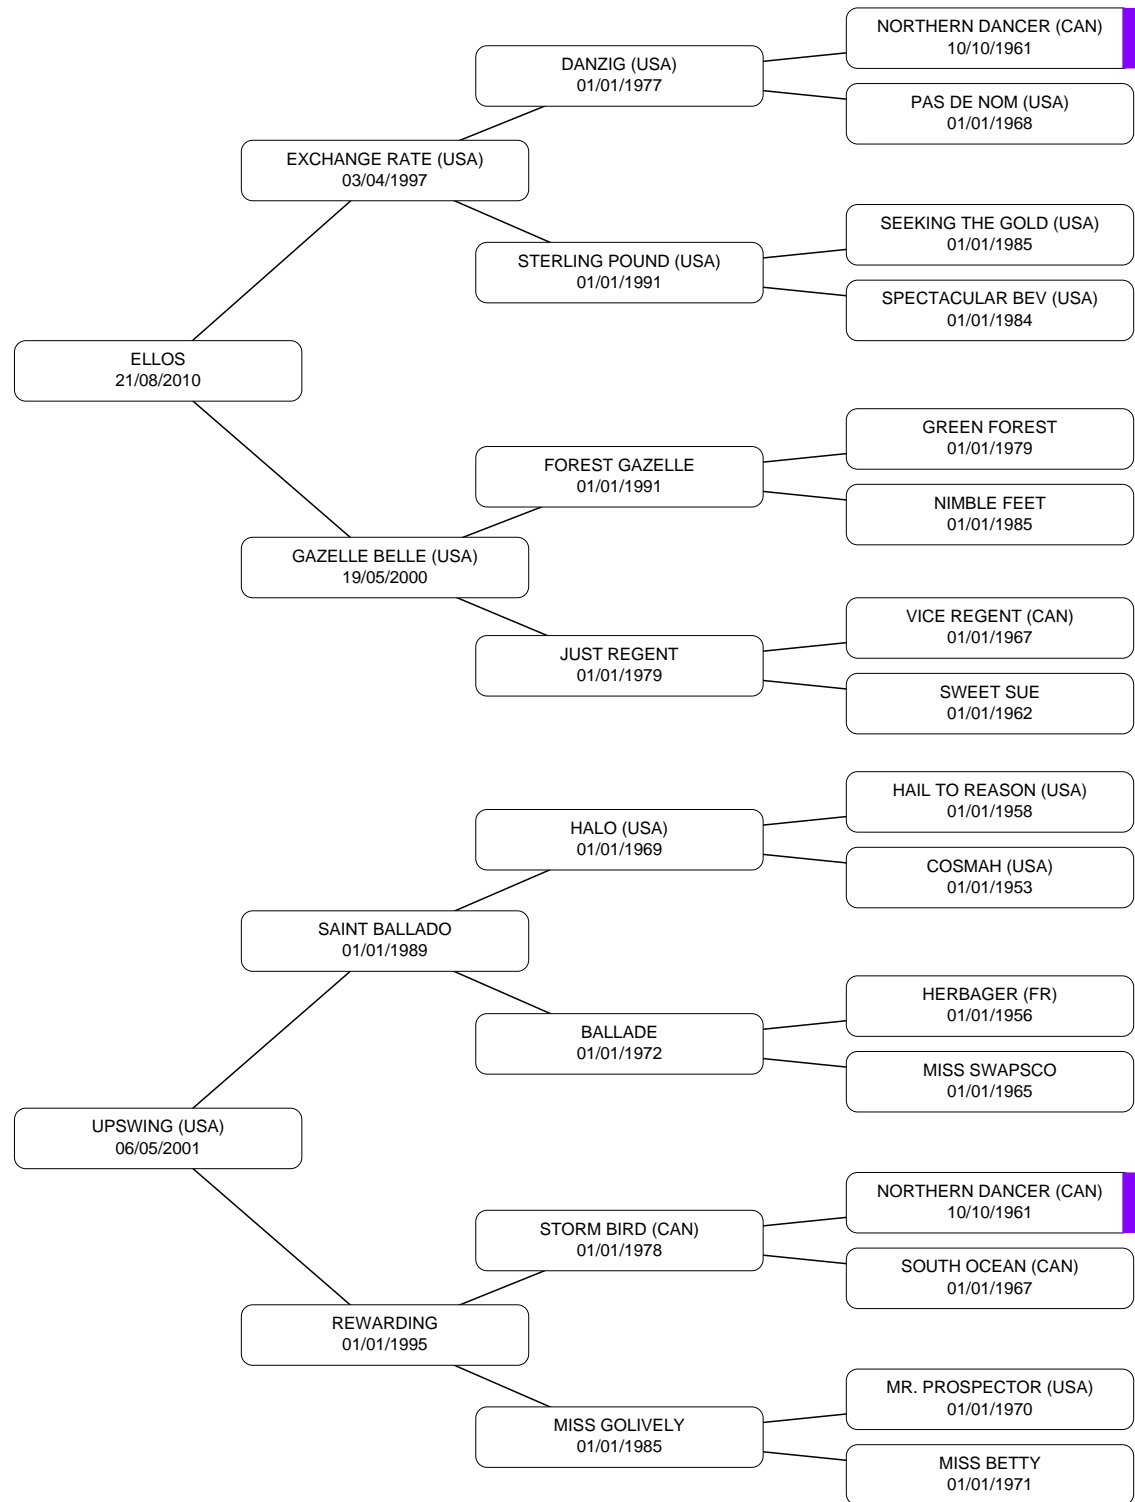 NORTHERN DANCER (CAN)
10/10/1961
DANZIG (USA)
01/01/1977
PAS DE NOM (USA)
01/01/1968
EXCHANGE RATE (USA)
03/04/1997
SEEKING THE GOLD (USA)
01/01/1985
STERLING POUND (USA)
01/01/1991
SPECTACULAR BEV (USA)
01/01/1984
ELLOS
21/08/2010
GREEN FOREST
01/01/1979
FOREST GAZELLE
01/01/1991
NIMBLE FEET
01/01/1985
GAZELLE BELLE (USA)
19/05/2000
VICE REGENT (CAN)
01/01/1967
JUST REGENT
01/01/1979
SWEET SUE
01/01/1962
HAIL TO REASON (USA)
01/01/1958
HALO (USA)
01/01/1969
COSMAH (USA)
01/01/1953
SAINT BALLADO
01/01/1989
HERBAGER (FR)
01/01/1956
BALLADE
01/01/1972
MISS SWAPSCO
01/01/1965
UPSWING (USA)
06/05/2001
NORTHERN DANCER (CAN)
10/10/1961
STORM BIRD (CAN)
01/01/1978
SOUTH OCEAN (CAN)
01/01/1967
REWARDING
01/01/1995
MR. PROSPECTOR (USA)
01/01/1970
MISS GOLIVELY
01/01/1985
MISS BETTY
01/01/1971